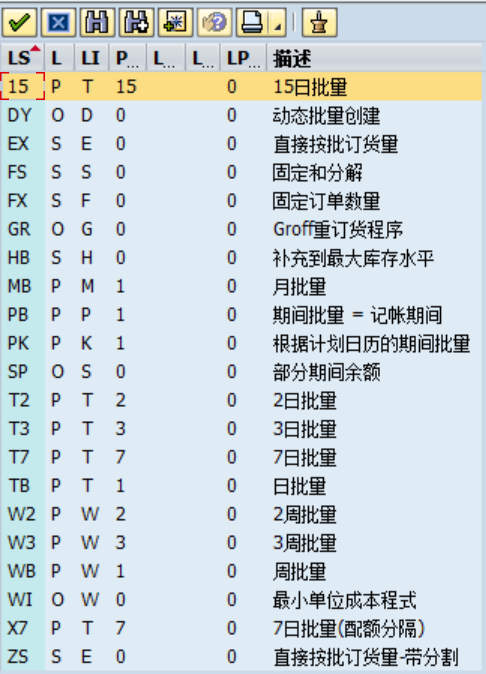 LS L LI P... L... L... LP... 描述
15 P T 15 0 15日批量
DY O D 0 0 动态批量创建
EX S E 0 0 直接按批订货量
FS S S 0 0 固定和分解
FX S F 0 0 固定订单数量
GR O G 0 0 Groff重订货程序
HB S H 0 0 补充到最大库存水平
MB P M 1 0 月批量
PB P P 1 0 期间批量 = 记帐期间
PK P K 1 0 根据计划日历的期间批量
SP O S 0 0 部分期间余额
T2 P T 2 0 2日批量
T3 P T 3 0 3日批量
T7 P T 7 0 7日批量
TB P T 1 0 日批量
W2 P W 2 0 2周批量
W3 P W 3 0 3周批量
WB P W 1 0 周批量
WI O W 0 0 最小单位成本程式
X7 P T 7 0 7日批量(配额分隔)
ZS S E 0 0 直接按批订货量-带分割